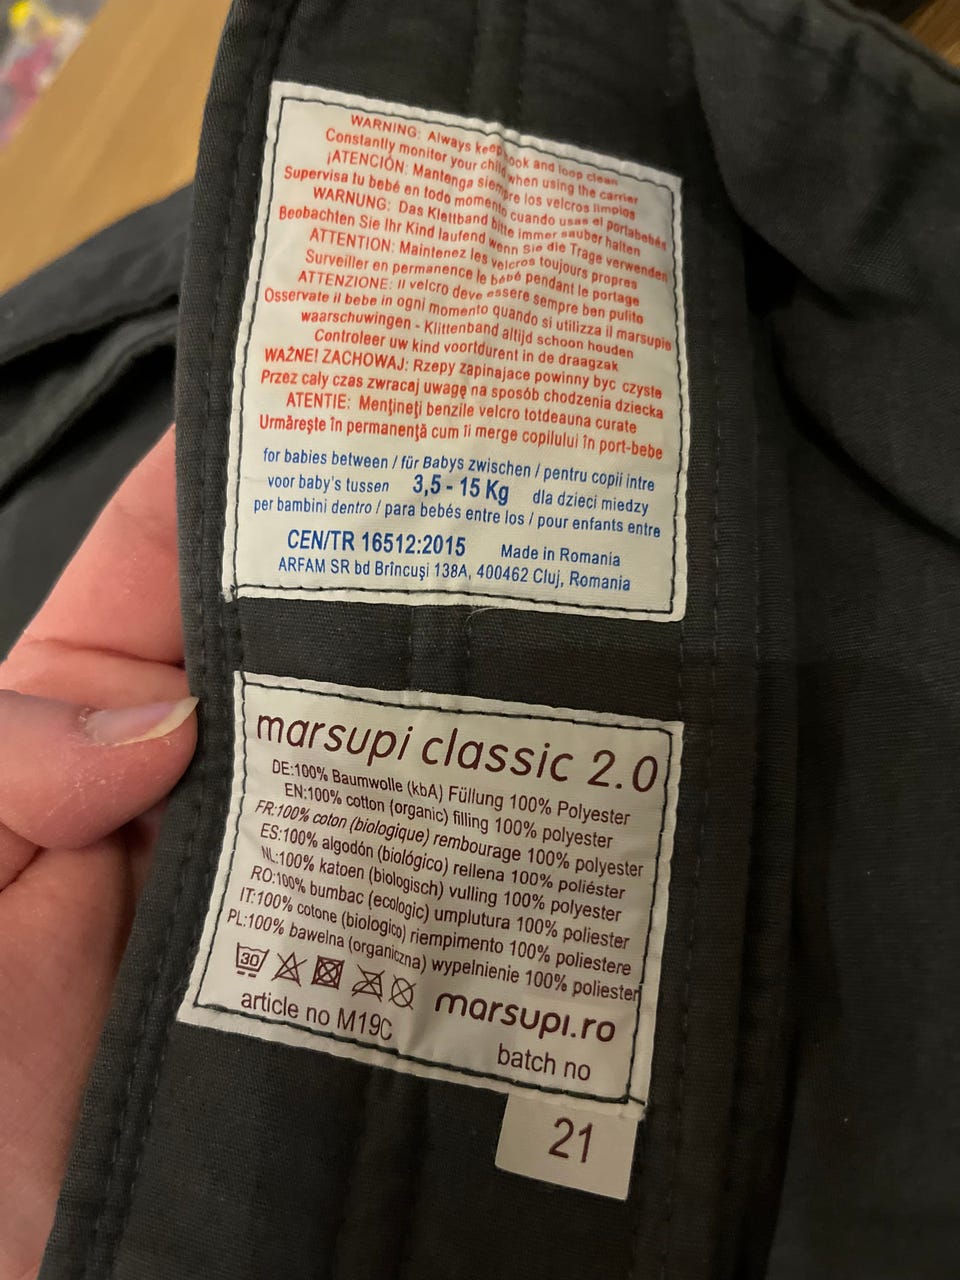 WARNING: Always keep hook and loop clean
Constantly monitor your child when using the carrier
¡ATENCIÓN: Mantenga siempre los velcros limpios
Supervisa tu bebé en todo momento cuando usas el portabebés
WARNUNG: Das Klettband bitte immer sauber halten
Beobachten Sie Ihr Kind laufend wenn Sie die Trage verwenden
ATTENTION: Maintenez les velcros toujours propres
Surveiller en permanence le bébé pendant le portage
ATTENZIONE: Il velcro deve essere sempre ben pulito
Osservate il bebe in ogni momento quando si utilizza il marsupio
waarschuwingen - Klittenband altijd schoon houden
Controleer uw kind voortdurent in de draagzak
WAŻNE! ZACHOWAJ: Rzepy zapinajace powinny byc czyste
Przez cały czas zwracaj uwagę na sposób chodzenia dziecka
ATENTIE: Menţineţi benzile velcro totdeauna curate
Urmăreşte în permanenţă cum îi merge copilului în port-bebe
for babies between / für Babys zwischen / pentru copii intre
voor baby's tussen 3,5 - 15 Kg dla dzieci miedzy
per bambini dentro / para bebés entre los / pour enfants entre
CEN/TR 16512:2015 Made in Romania
ARFAM SR bd Brîncuşi 138A, 400462 Cluj, Romania
marsupi classic 2.0
DE:100% Baumwolle (kbA) Füllung 100% Polyester
EN:100% cotton (organic) filling 100% polyester
FR:100% coton (biologique) rembourage 100% polyester
ES:100% algodón (biológico) rellena 100% poliéster
NL:100% katoen (biologisch) vulling 100% polyester
RO:100% bumbac (ecologic) umplutura 100% poliester
IT:100% cotone (biologico) riempimento 100% poliestere
PL:100% bawelna (organiczna) wypelnienie 100% poliester
30 marsupi.ro
article no M19C
batch no
21